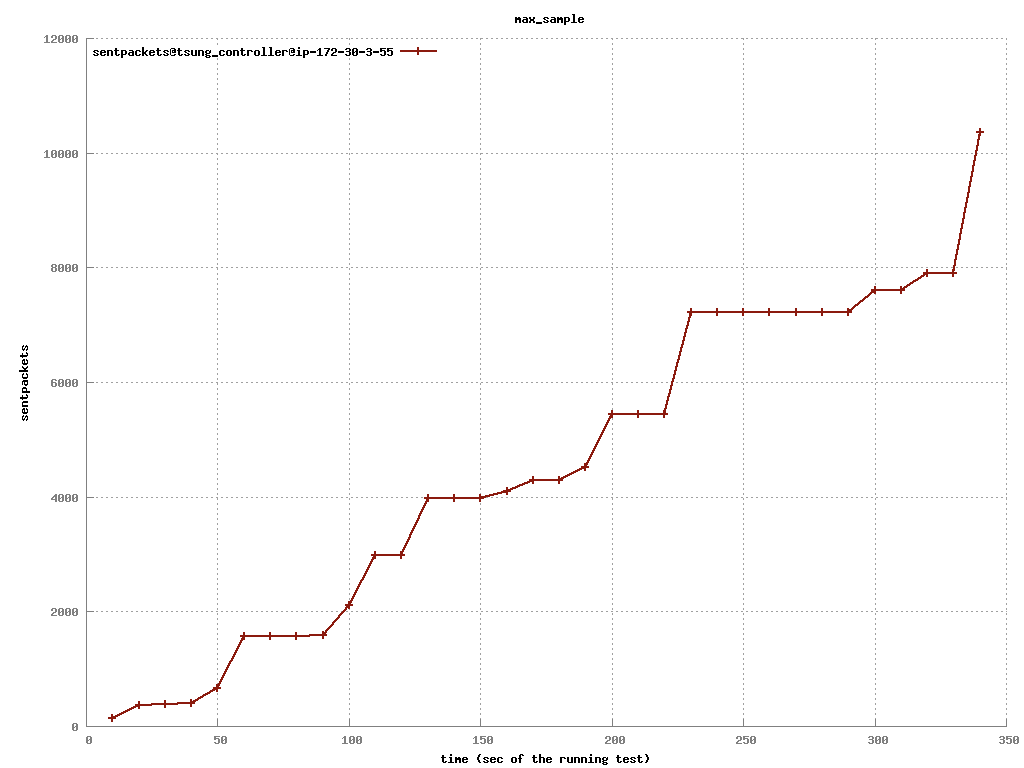 max_sample
12000
sentpackets@tsung_controller@ip-172-30-3-55
10000
8000
6000
sentpackets
4000
2000
0
0 50 100 150 200 250 300 350
time (sec of the running test)